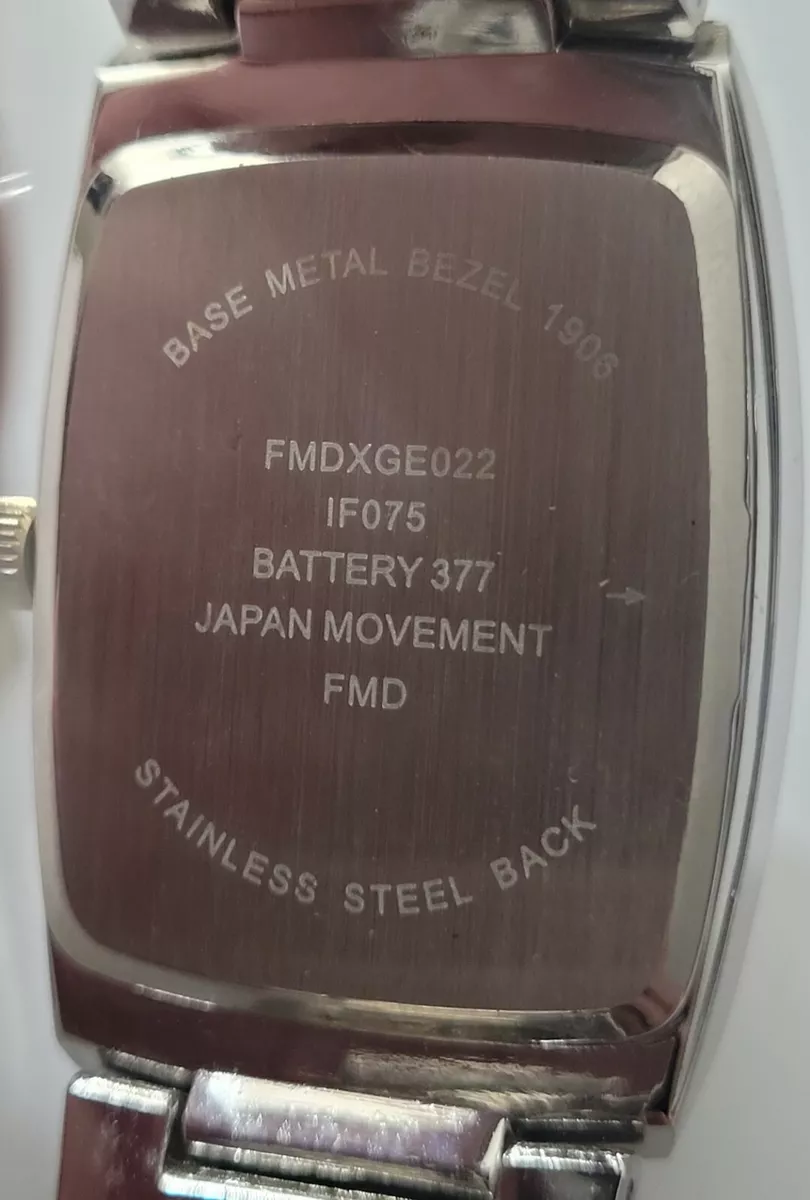 BASE METAL BEZEL 1906
FMDXGE022
IF075
BATTERY 377
JAPAN MOVEMENT
FMD
STAINLESS STEEL BACK